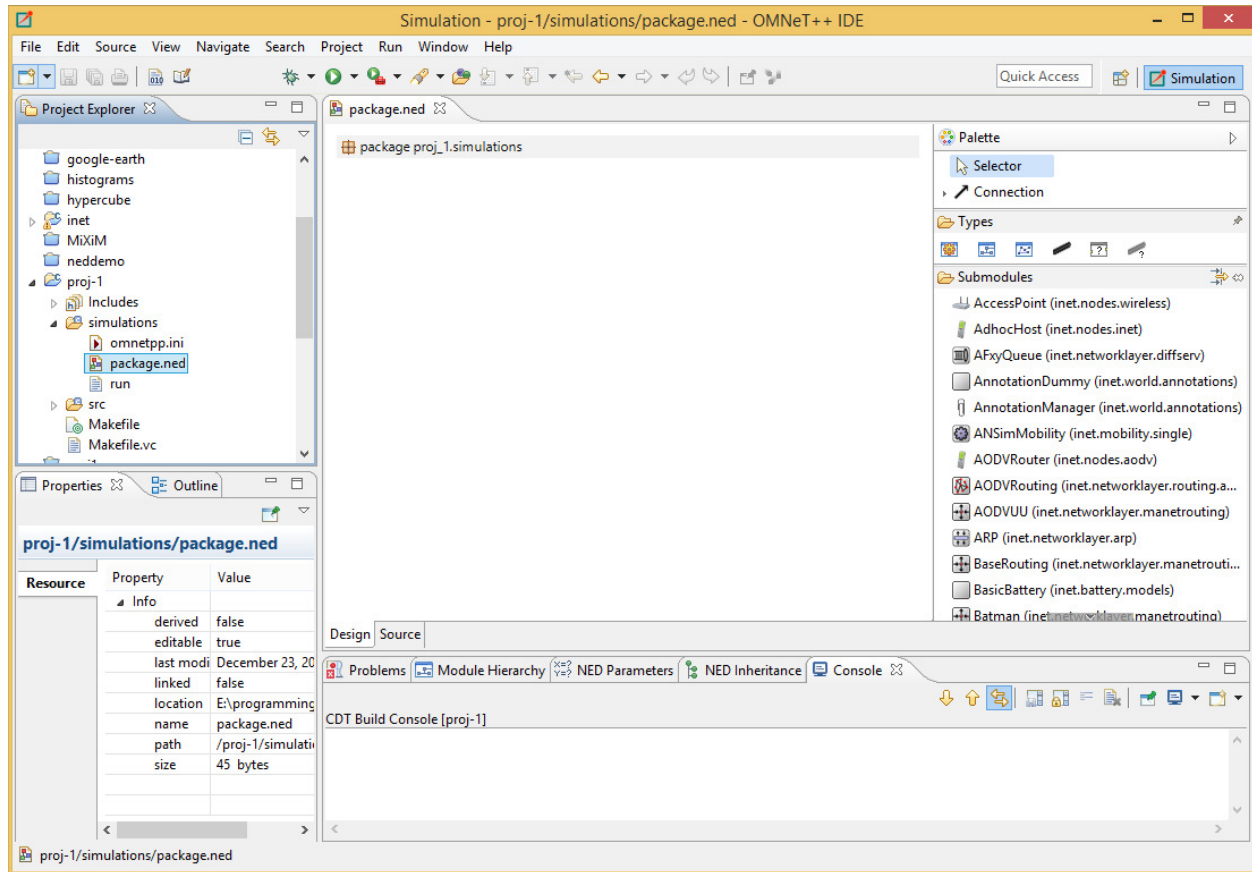 Simulation - proj-1/simulations/package.ned - OMNeT++ IDE
File Edit Source View Navigate Search Project Run Window Help
Quick Access
Simulation
Project Explorer
google-earth
histograms
hypercube
inet
MiXiM
neddemo
proj-1
Includes
simulations
omnetpp.ini
package.ned
run
src
Makefile
Makefile.vc
Properties
Outline
proj-1/simulations/package.ned
Resource
Property Value
Info
derived false
editable true
last modi December 23, 20
linked false
location E:\programming
name package.ned
path /proj-1/simulati
size 45 bytes
package.ned
package proj_1.simulations
Design Source
Palette
Selector
Connection
Types
Submodules
AccessPoint (inet.nodes.wireless)
AdhocHost (inet.nodes.inet)
AFxyQueue (inet.networklayer.diffserv)
AnnotationDummy (inet.world.annotations)
AnnotationManager (inet.world.annotations)
ANSimMobility (inet.mobility.single)
AODVRouter (inet.nodes.aodv)
AODVRouting (inet.networklayer.routing.a...
AODVUU (inet.networklayer.manetrouting)
ARP (inet.networklayer.arp)
BaseRouting (inet.networklayer.manetrouti...
BasicBattery (inet.battery.models)
Batman (inet.networklayer.manetrouting)
Problems Module Hierarchy NED Parameters NED Inheritance Console
CDT Build Console [proj-1]
proj-1/simulations/package.ned